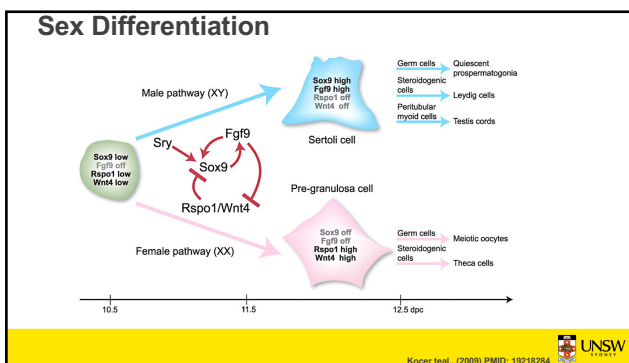 Sex Differentiation
Male pathway (XY)
Sox9 high
Fgf9 high
Rspo1 off
Wnt4 off
Sertoli cell
Germ cells
Quiescent
prospermatogonia
Steroidogenic
cells
Leydig cells
Peritubular
myoid cells
Testis cords
Sox9 low
Fgf9 off
Rspo1 low
Wnt4 low
Sry
Fgf9
Sox9
Rspo1/Wnt4
Pre-granulosa cell
Sox9 off
Fgf9 off
Rspo1 high
Wnt4 high
Female pathway (XX)
Germ cells
Meiotic oocytes
Steroidogenic
cells
Theca cells
10.5
11.5
12.5 dpc
Kocer teal., (2009) PMID: 19218284
UNSW
SYDNEY